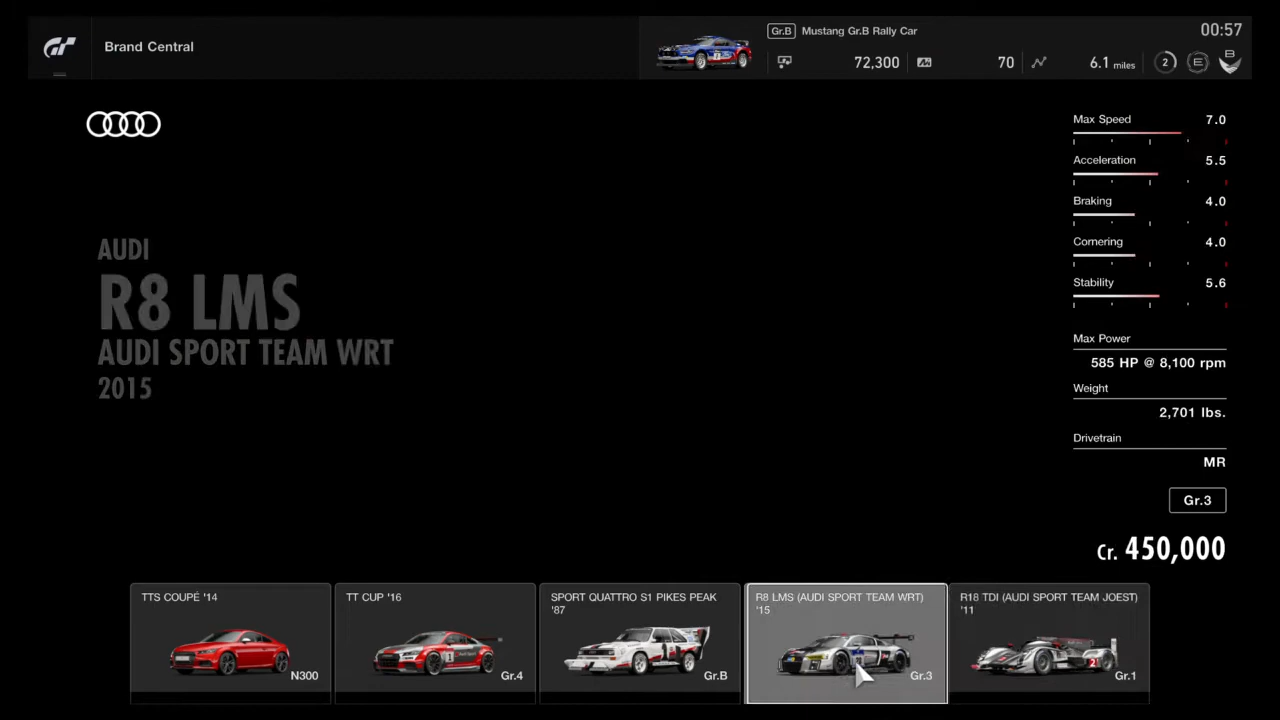 Brand Central
Gr.B Mustang Gr.B Rally Car
00:57
72,300
70
6.1 miles
2
E
B
Max Speed 7.0
Acceleration 5.5
Braking 4.0
Cornering 4.0
Stability 5.6
AUDI
R8 LMS
AUDI SPORT TEAM WRT
2015
Max Power
585 HP @ 8,100 rpm
Weight
2,701 lbs.
Drivetrain
MR
Gr.3
Cr. 450,000
TTS COUPÉ '14
N300
TT CUP '16
Gr.4
SPORT QUATTRO S1 PIKES PEAK
'87
Gr.B
R8 LMS (AUDI SPORT TEAM WRT)
'15
Gr.3
R18 TDI (AUDI SPORT TEAM JOEST)
'11
Gr.1